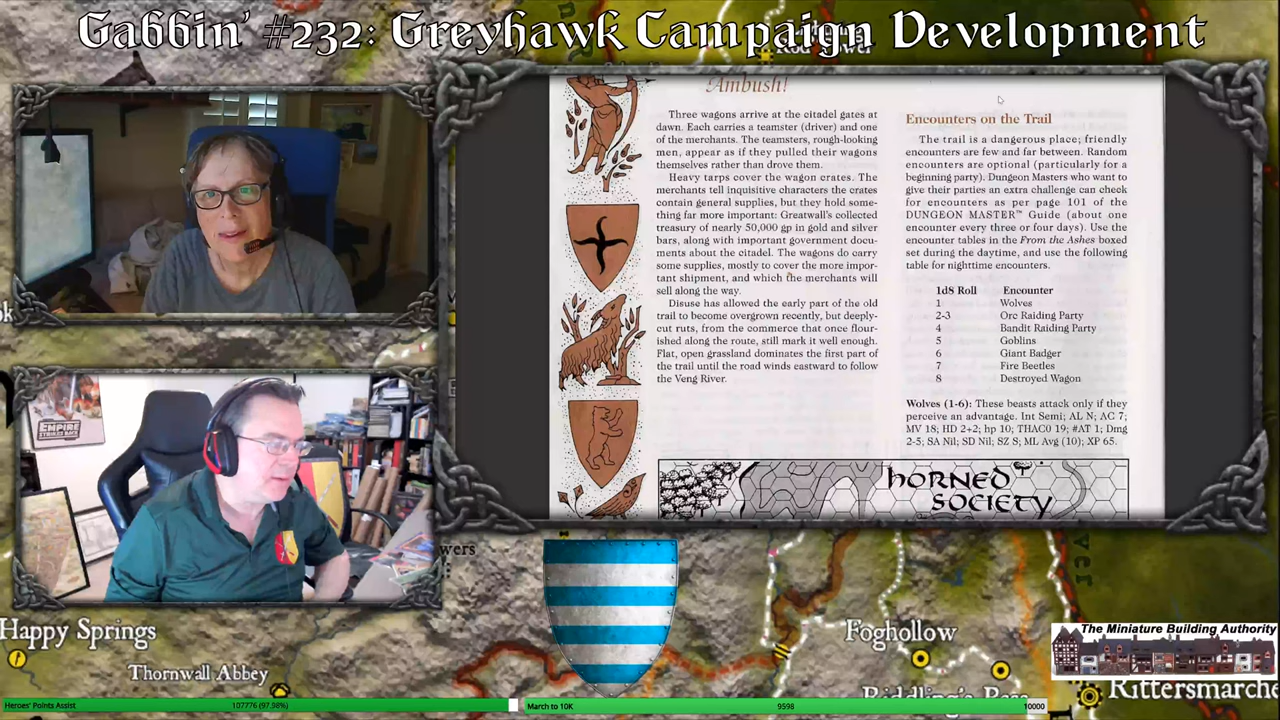 Gabbin' #232: Greyhawk Campaign Development
Ambush!
Three wagons arrive at the citadel gates at
dawn. Each carries a teamster (driver) and one
of the merchants. The teamsters, rough-looking
men, appear as if they pulled their wagons
themselves rather than drove them.
Heavy tarps cover the wagon crates. The
merchants tell inquisitive characters the crates
contain general supplies, but they hold some-
thing far more important: Greatwall's collected
treasury of nearly 50,000 gp in gold and silver
bars, along with important government docu-
ments about the citadel. The wagons do carry
some supplies, mostly to cover the more impor-
tant shipment, and which the merchants will
sell along the way.
Disuse has allowed the early part of the old
trail to become overgrown recently, but deeply-
cut ruts, from the commerce that once flour-
ished along the route, still mark it well enough.
Flat, open grassland dominates the first part of
the trail until the road winds eastward to follow
the Veng River.
Encounters on the Trail
The trail is a dangerous place; friendly
encounters are few and far between. Random
encounters are optional (particularly for a
beginning party). Dungeon Masters who want to
give their parties an extra challenge can check
for encounters as per page 101 of the
DUNGEON MASTER™ Guide (about one
encounter every three or four days). Use the
encounter tables in the From the Ashes boxed
set during the daytime, and use the following
table for nighttime encounters.
1d8 Roll Encounter
1 Wolves
2-3 Orc Raiding Party
4 Bandit Raiding Party
5 Goblins
6 Giant Badger
7 Fire Beetles
8 Destroyed Wagon
Wolves (1-6): These beasts attack only if they
perceive an advantage. Int Semi; AL N; AC 7;
MV 18; HD 2+2; hp 10; THAC0 19; #AT 1; Dmg
2-5; SA Nil; SD Nil; SZ S; ML Avg (10); XP 65.
HORNED
SOCIETY
EMPIRE
STRIKES BACK
wers
ver
Happy Springs
Thornwall Abbey
Foghollow
The Miniature Building Authority
Rittersmarche
Heroes' Points Assist 107776 (97.98%)
March to 10K 9598 10000